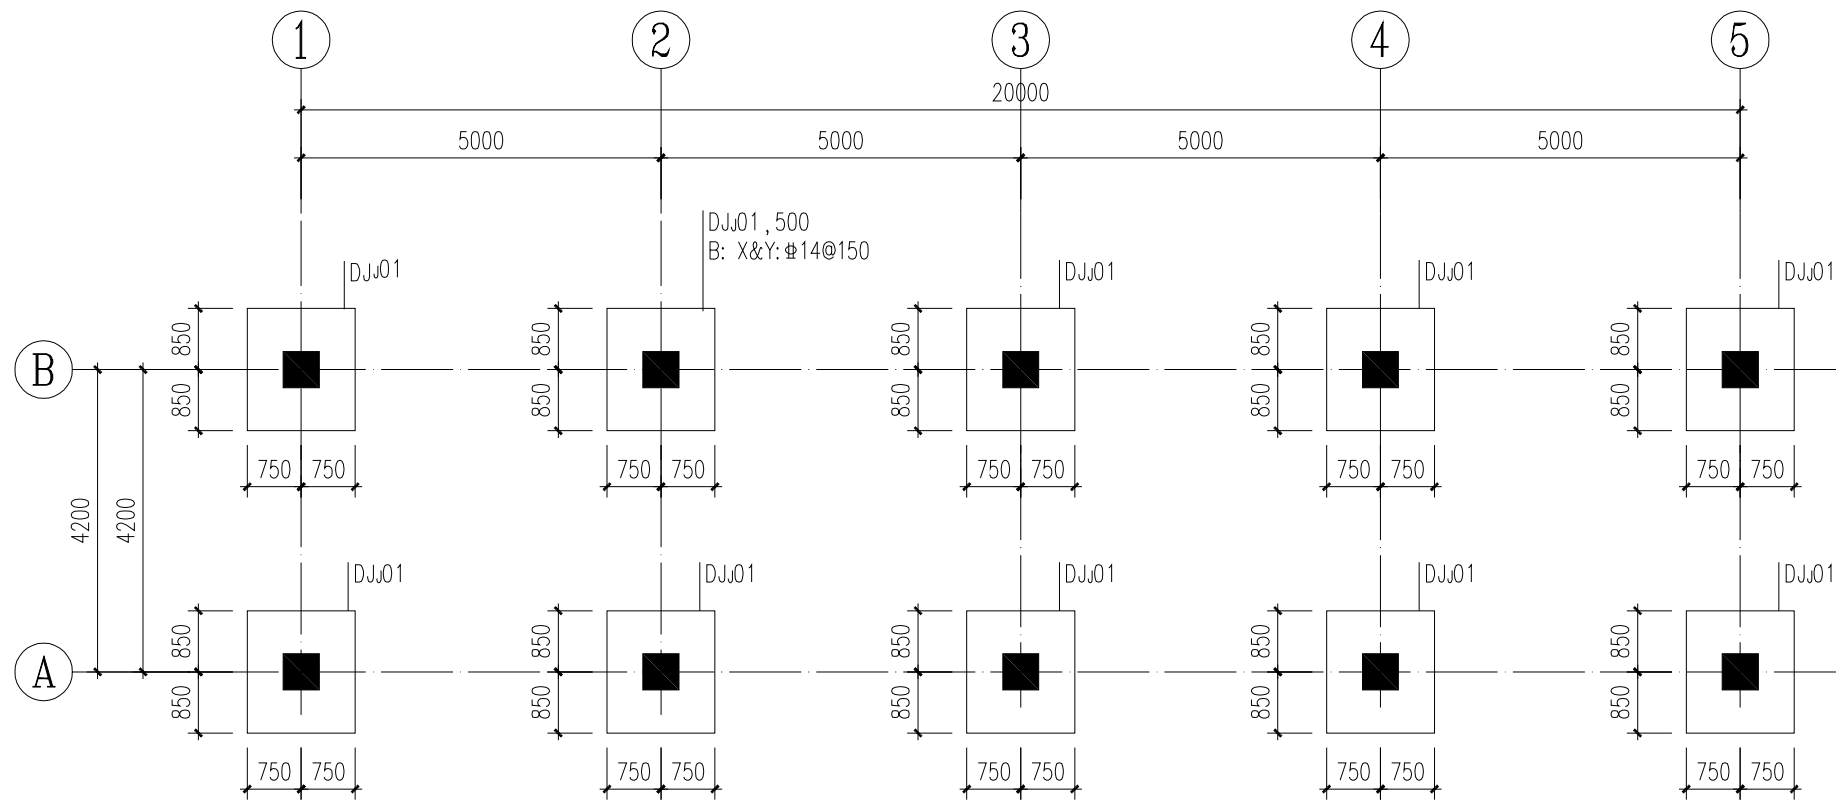 1 2 3 4 5
20000
5000 5000 5000 5000
DJJ01,500
B: X&Y:⏀14@150
DJJ01 DJJ01 DJJ01 DJJ01
850 850 850 850 850
B
850 850 850 850 850
750 750 750 750 750 750 750 750 750 750
4200 4200
DJJ01 DJJ01 DJJ01 DJJ01 DJJ01
850 850 850 850 850
A
850 850 850 850 850
750 750 750 750 750 750 750 750 750 750